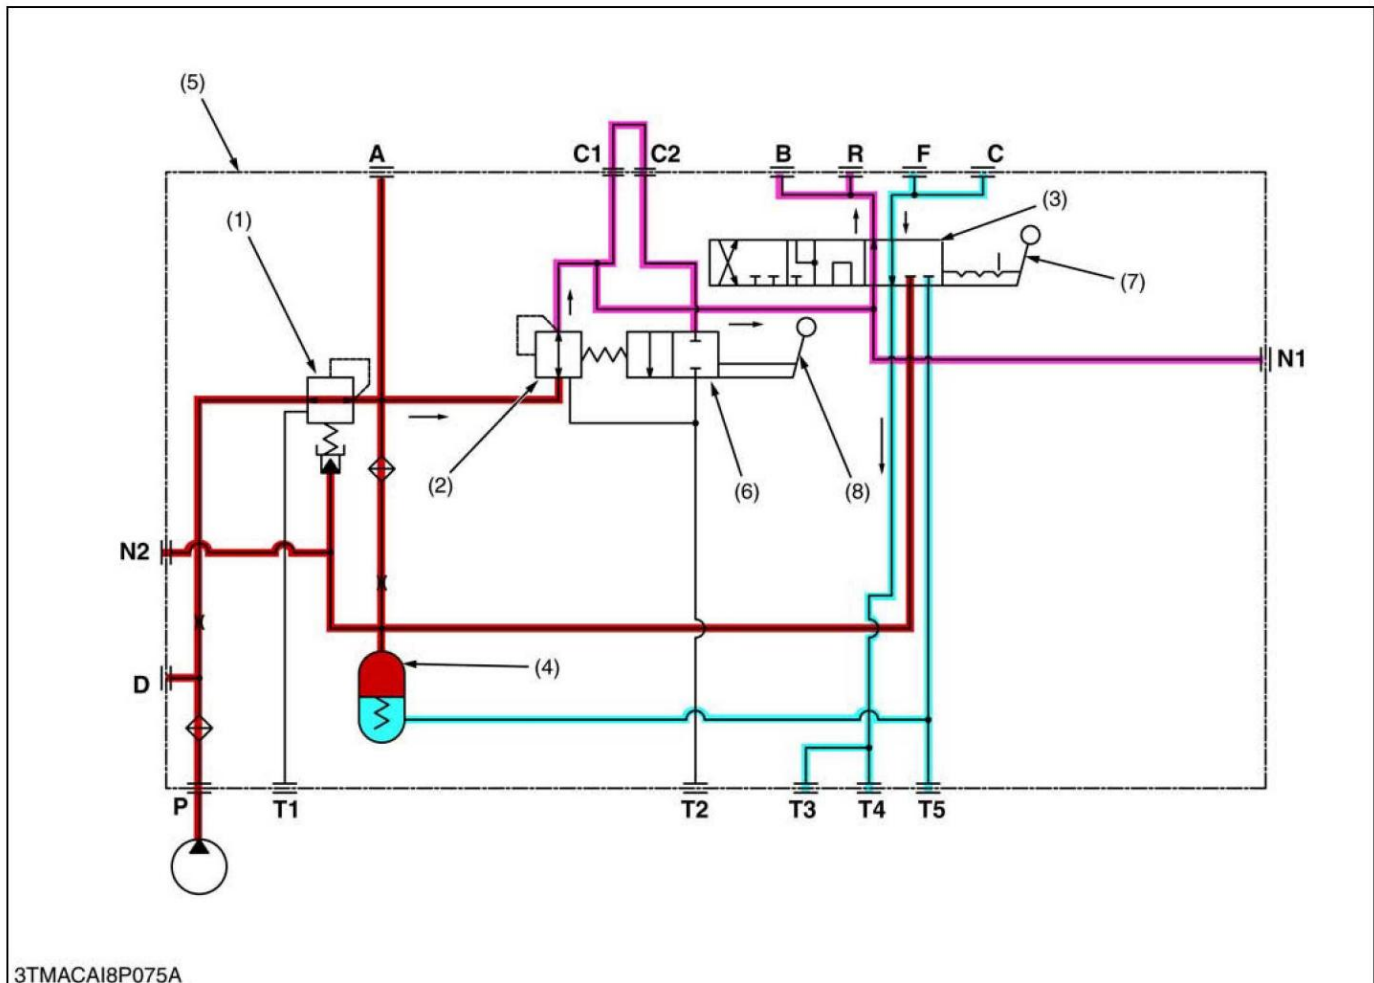 (5)
A
C1
C2
B
R
F
C
(1)
(3)
(7)
N1
(2)
(6)
(8)
N2
(4)
D
P
T1
T2
T3
T4
T5
3TMACAI8P075A